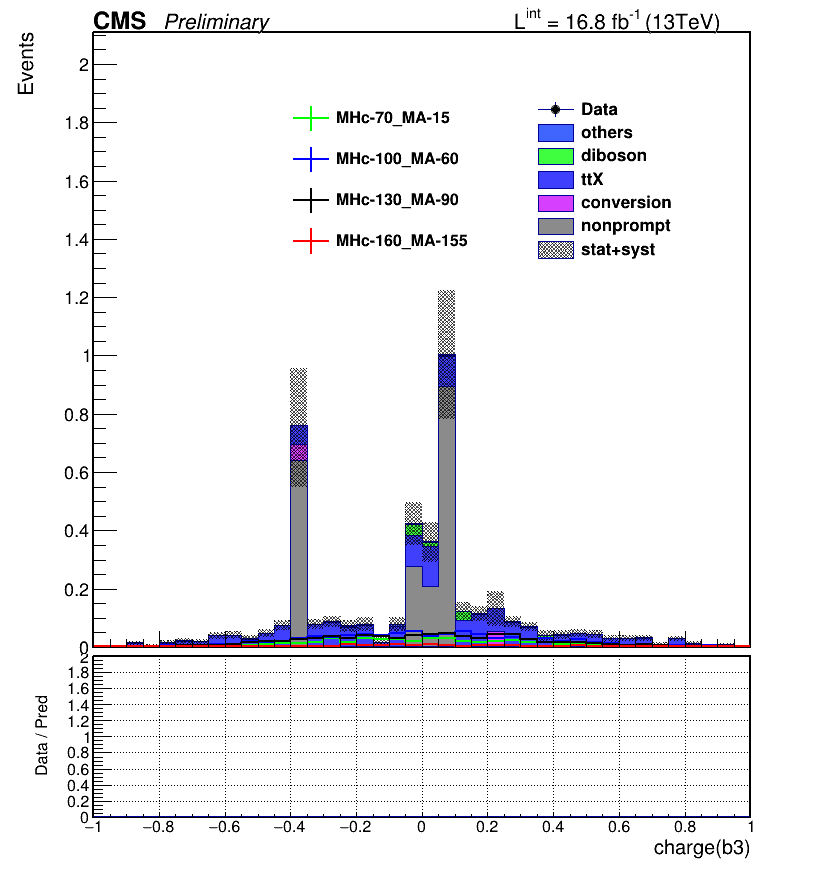 CMS Preliminary L^int = 16.8 fb^-1 (13TeV)
Events
2
1.8
1.6
1.4
1.2
1
0.8
0.6
0.4
0.2
0
MHc-70_MA-15
MHc-100_MA-60
MHc-130_MA-90
MHc-160_MA-155
Data
others
diboson
ttX
conversion
nonprompt
stat+syst
Data / Pred
2
1.8
1.6
1.4
1.2
1
0.8
0.6
0.4
0.2
0
−1 −0.8 −0.6 −0.4 −0.2 0 0.2 0.4 0.6 0.8 1
charge(b3)